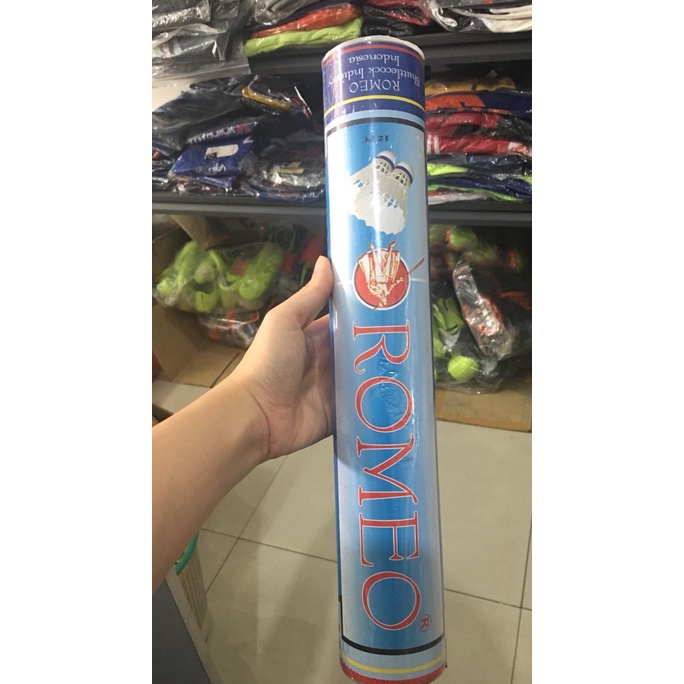 ROMEO
Shuttlecock Industry
Indonesia
12 PC
ROMEO®